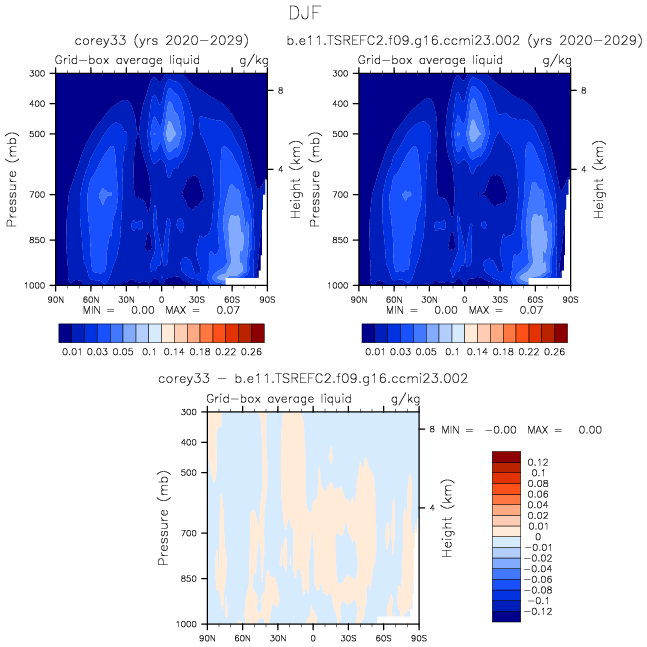 DJF
corey33 (yrs 2020-2029)
b.e11.TSREFC2.f09.g16.ccmi23.002 (yrs 2020-2029)
Grid-box average liquid g/kg
Grid-box average liquid g/kg
Pressure (mb)
300
400
500
700
850
1000
90N 60N 30N 0 30S 60S 90S
8
4
Height (km)
MIN = 0.00 MAX = 0.07
0.01 0.03 0.05 0.1 0.14 0.18 0.22 0.26
Pressure (mb)
300
400
500
700
850
1000
90N 60N 30N 0 30S 60S 90S
8
4
Height (km)
MIN = 0.00 MAX = 0.07
0.01 0.03 0.05 0.1 0.14 0.18 0.22 0.26
corey33 - b.e11.TSREFC2.f09.g16.ccmi23.002
Grid-box average liquid g/kg
Pressure (mb)
300
400
500
700
850
1000
90N 60N 30N 0 30S 60S 90S
8
4
Height (km)
MIN = -0.00 MAX = 0.00
0.12
0.1
0.08
0.06
0.04
0.02
0.01
0
-0.01
-0.02
-0.04
-0.06
-0.08
-0.1
-0.12